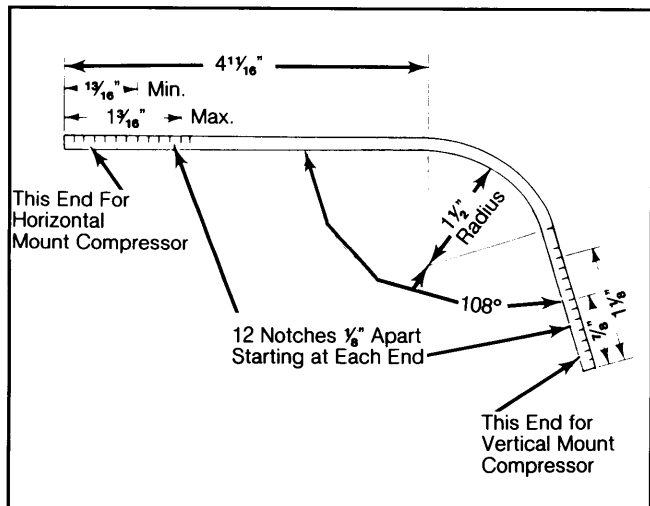 4 11/16"
13/16" Min.
1 3/16" Max.
This End For
Horizontal
Mount Compressor
1 1/2"
Radius
108°
12 Notches 1/8" Apart
Starting at Each End
7/8"
1 1/8"
This End for
Vertical Mount
Compressor